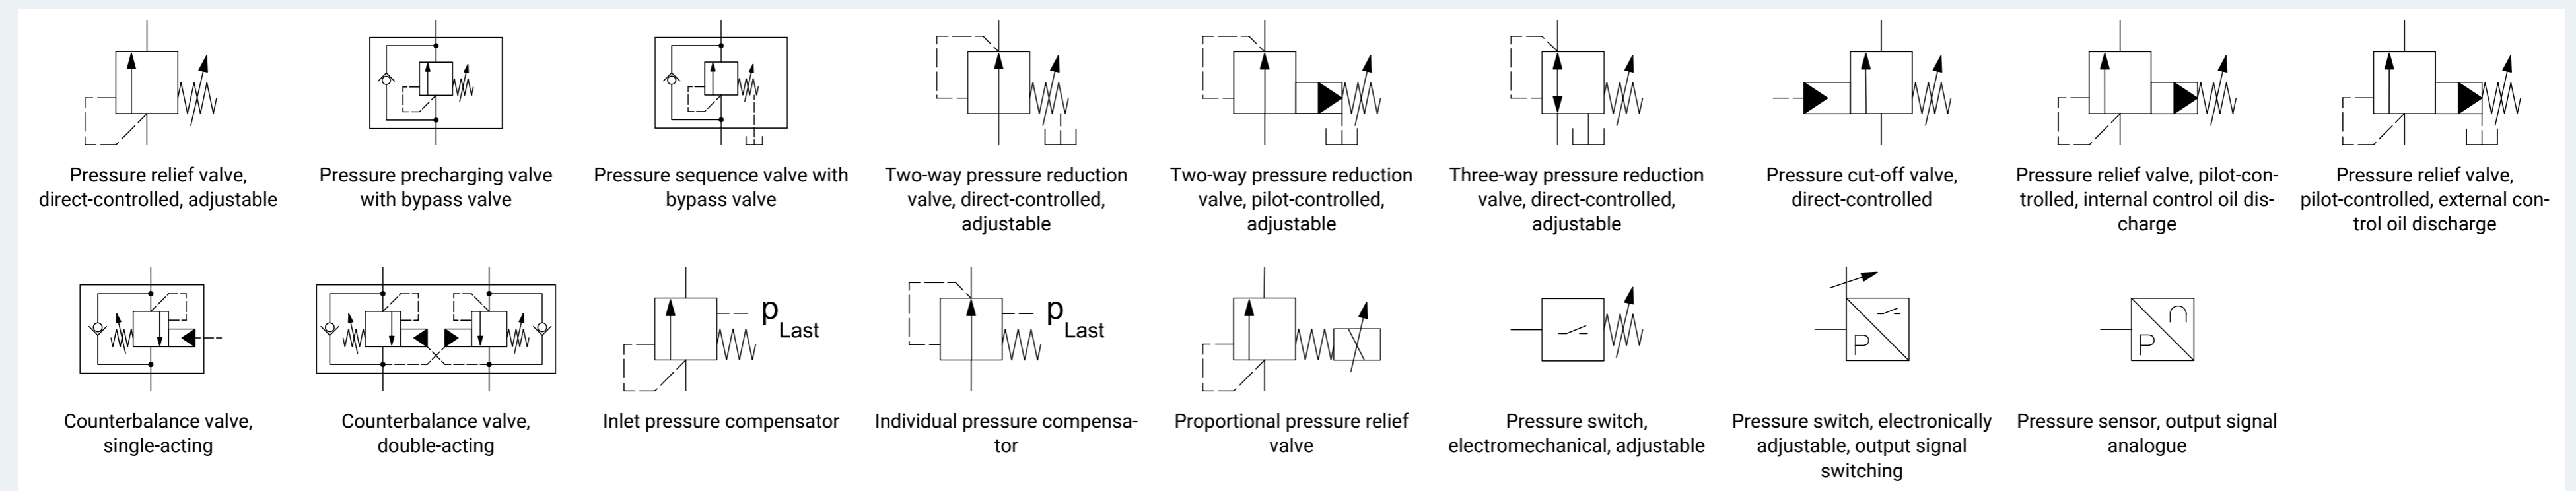 Pressure relief valve,
direct-controlled, adjustable
Pressure precharging valve
with bypass valve
Pressure sequence valve with
bypass valve
Two-way pressure reduction
valve, direct-controlled,
adjustable
Two-way pressure reduction
valve, pilot-controlled,
adjustable
Three-way pressure reduction
valve, direct-controlled,
adjustable
Pressure cut-off valve,
direct-controlled
Pressure relief valve, pilot-con-
trolled, internal control oil dis-
charge
Pressure relief valve,
pilot-controlled, external con-
trol oil discharge
Counterbalance valve,
single-acting
Counterbalance valve,
double-acting
p Last
Inlet pressure compensator
p Last
Individual pressure compensa-
tor
Proportional pressure relief
valve
Pressure switch,
electromechanical, adjustable
P
Pressure switch, electronically
adjustable, output signal
switching
P
Pressure sensor, output signal
analogue